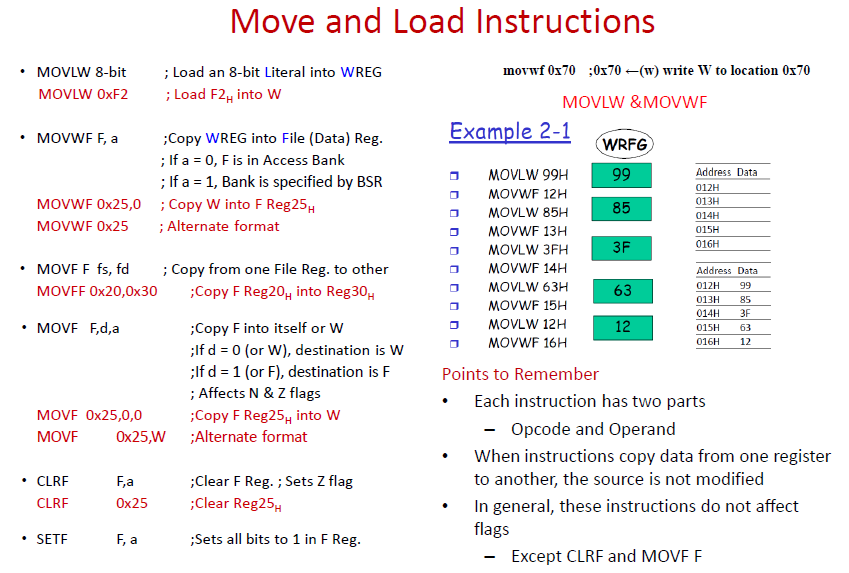 Move and Load Instructions
• MOVLW 8-bit ; Load an 8-bit Literal into WREG
MOVLW 0xF2 ; Load F2H into W
• MOVWF F, a ;Copy WREG into File (Data) Reg.
; If a = 0, F is in Access Bank
; If a = 1, Bank is specified by BSR
MOVWF 0x25,0 ; Copy W into F Reg25H
MOVWF 0x25 ; Alternate format
• MOVF F fs, fd ; Copy from one File Reg. to other
MOVFF 0x20,0x30 ;Copy F Reg20H into Reg30H
• MOVF F,d,a ;Copy F into itself or W
;If d = 0 (or W), destination is W
;If d = 1 (or F), destination is F
; Affects N & Z flags
MOVF 0x25,0,0 ;Copy F Reg25H into W
MOVF 0x25,W ;Alternate format
• CLRF F,a ;Clear F Reg. ; Sets Z flag
CLRF 0x25 ;Clear Reg25H
• SETF F, a ;Sets all bits to 1 in F Reg.
movwf 0x70 ;0x70 ←(w) write W to location 0x70
MOVLW &MOVWF
Example 2-1
WRFG
MOVLW 99H
MOVWF 12H
MOVLW 85H
MOVWF 13H
MOVLW 3FH
MOVWF 14H
MOVLW 63H
MOVWF 15H
MOVLW 12H
MOVWF 16H
99
85
3F
63
12
Address Data
012H
013H
014H
015H
016H
Address Data
012H 99
013H 85
014H 3F
015H 63
016H 12
Points to Remember
• Each instruction has two parts
– Opcode and Operand
• When instructions copy data from one register
to another, the source is not modified
• In general, these instructions do not affect
flags
– Except CLRF and MOVF F